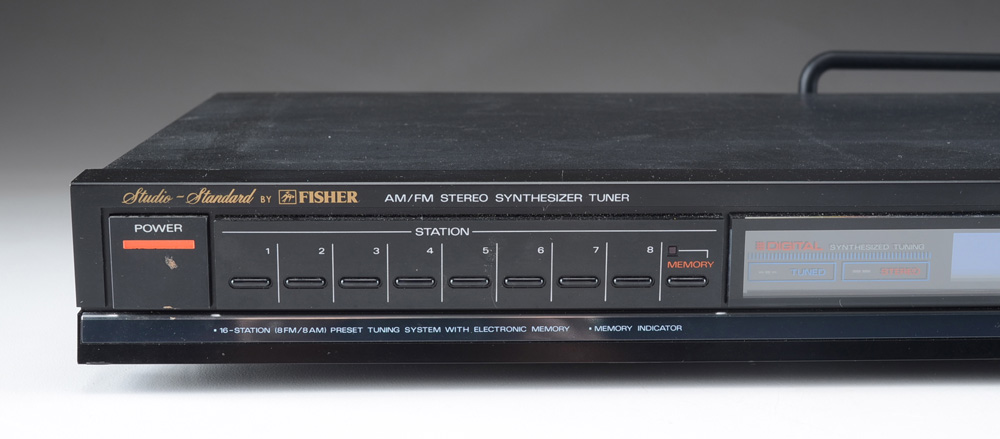 Studio-Standard BY FISHER AM/FM STEREO SYNTHESIZER TUNER
POWER
STATION
1 2 3 4 5 6 7 8
MEMORY
DIGITAL SYNTHESIZED TUNING
TUNED STEREO
• 16-STATION (8FM/8AM) PRESET TUNING SYSTEM WITH ELECTRONIC MEMORY • MEMORY INDICATOR